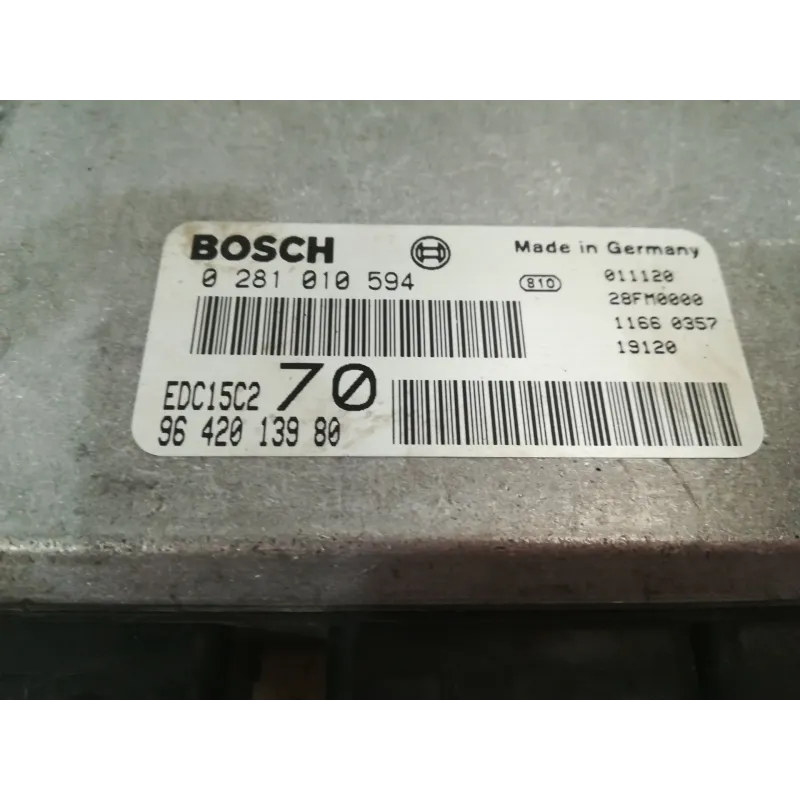 BOSCH
Made in Germany
0 281 010 594
810
011120
28FM0000
1166 0357
19120
EDC15C2
70
96 420 139 80